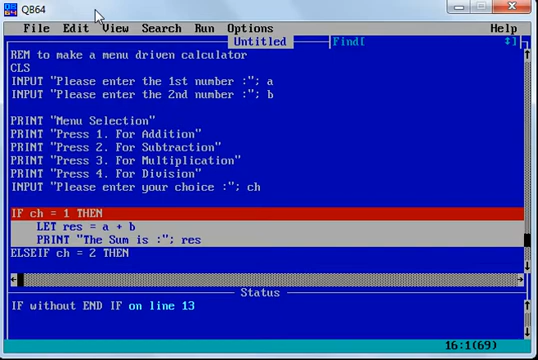 QB64
File Edit View Search Run Options Help
Untitled Find[
REM to make a menu driven calculator
CLS
INPUT "Please enter the 1st number :"; a
INPUT "Please enter the 2nd number :"; b
PRINT "Menu Selection"
PRINT "Press 1. For Addition"
PRINT "Press 2. For Subtraction"
PRINT "Press 3. For Multiplication"
PRINT "Press 4. For Division"
INPUT "Please enter your choice :"; ch
IF ch = 1 THEN
LET res = a + b
PRINT "The Sum is :"; res
ELSEIF ch = 2 THEN
Status
IF without END IF on line 13
16:1(69)